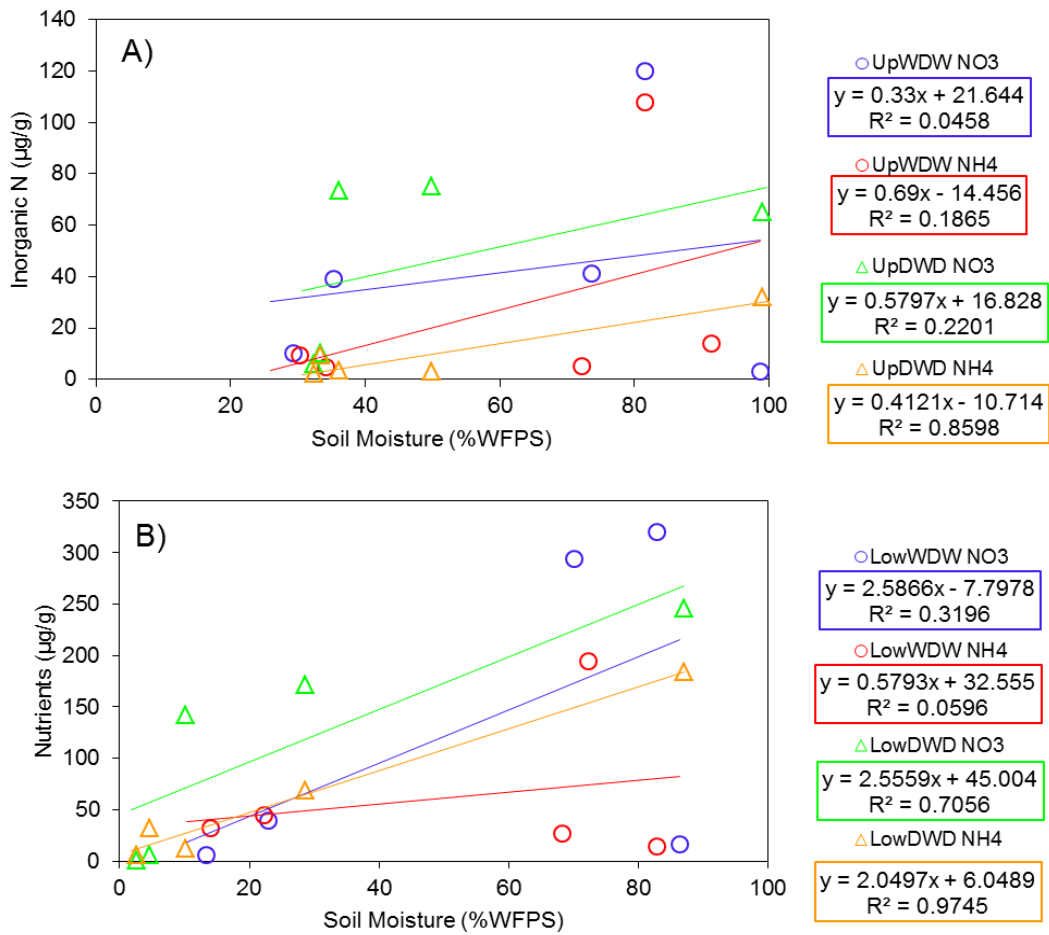 A)
Inorganic N (µg/g)
140
120
100
80
60
40
20
0
0 20 40 60 80 100
Soil Moisture (%WFPS)
UpWDW NO3
y = 0.33x + 21.644
R² = 0.0458
UpWDW NH4
y = 0.69x - 14.456
R² = 0.1865
UpDWD NO3
y = 0.5797x + 16.828
R² = 0.2201
UpDWD NH4
y = 0.4121x - 10.714
R² = 0.8598
B)
Nutrients (µg/g)
350
300
250
200
150
100
50
0
0 20 40 60 80 100
Soil Moisture (%WFPS)
LowWDW NO3
y = 2.5866x - 7.7978
R² = 0.3196
LowWDW NH4
y = 0.5793x + 32.555
R² = 0.0596
LowDWD NO3
y = 2.5559x + 45.004
R² = 0.7056
LowDWD NH4
y = 2.0497x + 6.0489
R² = 0.9745